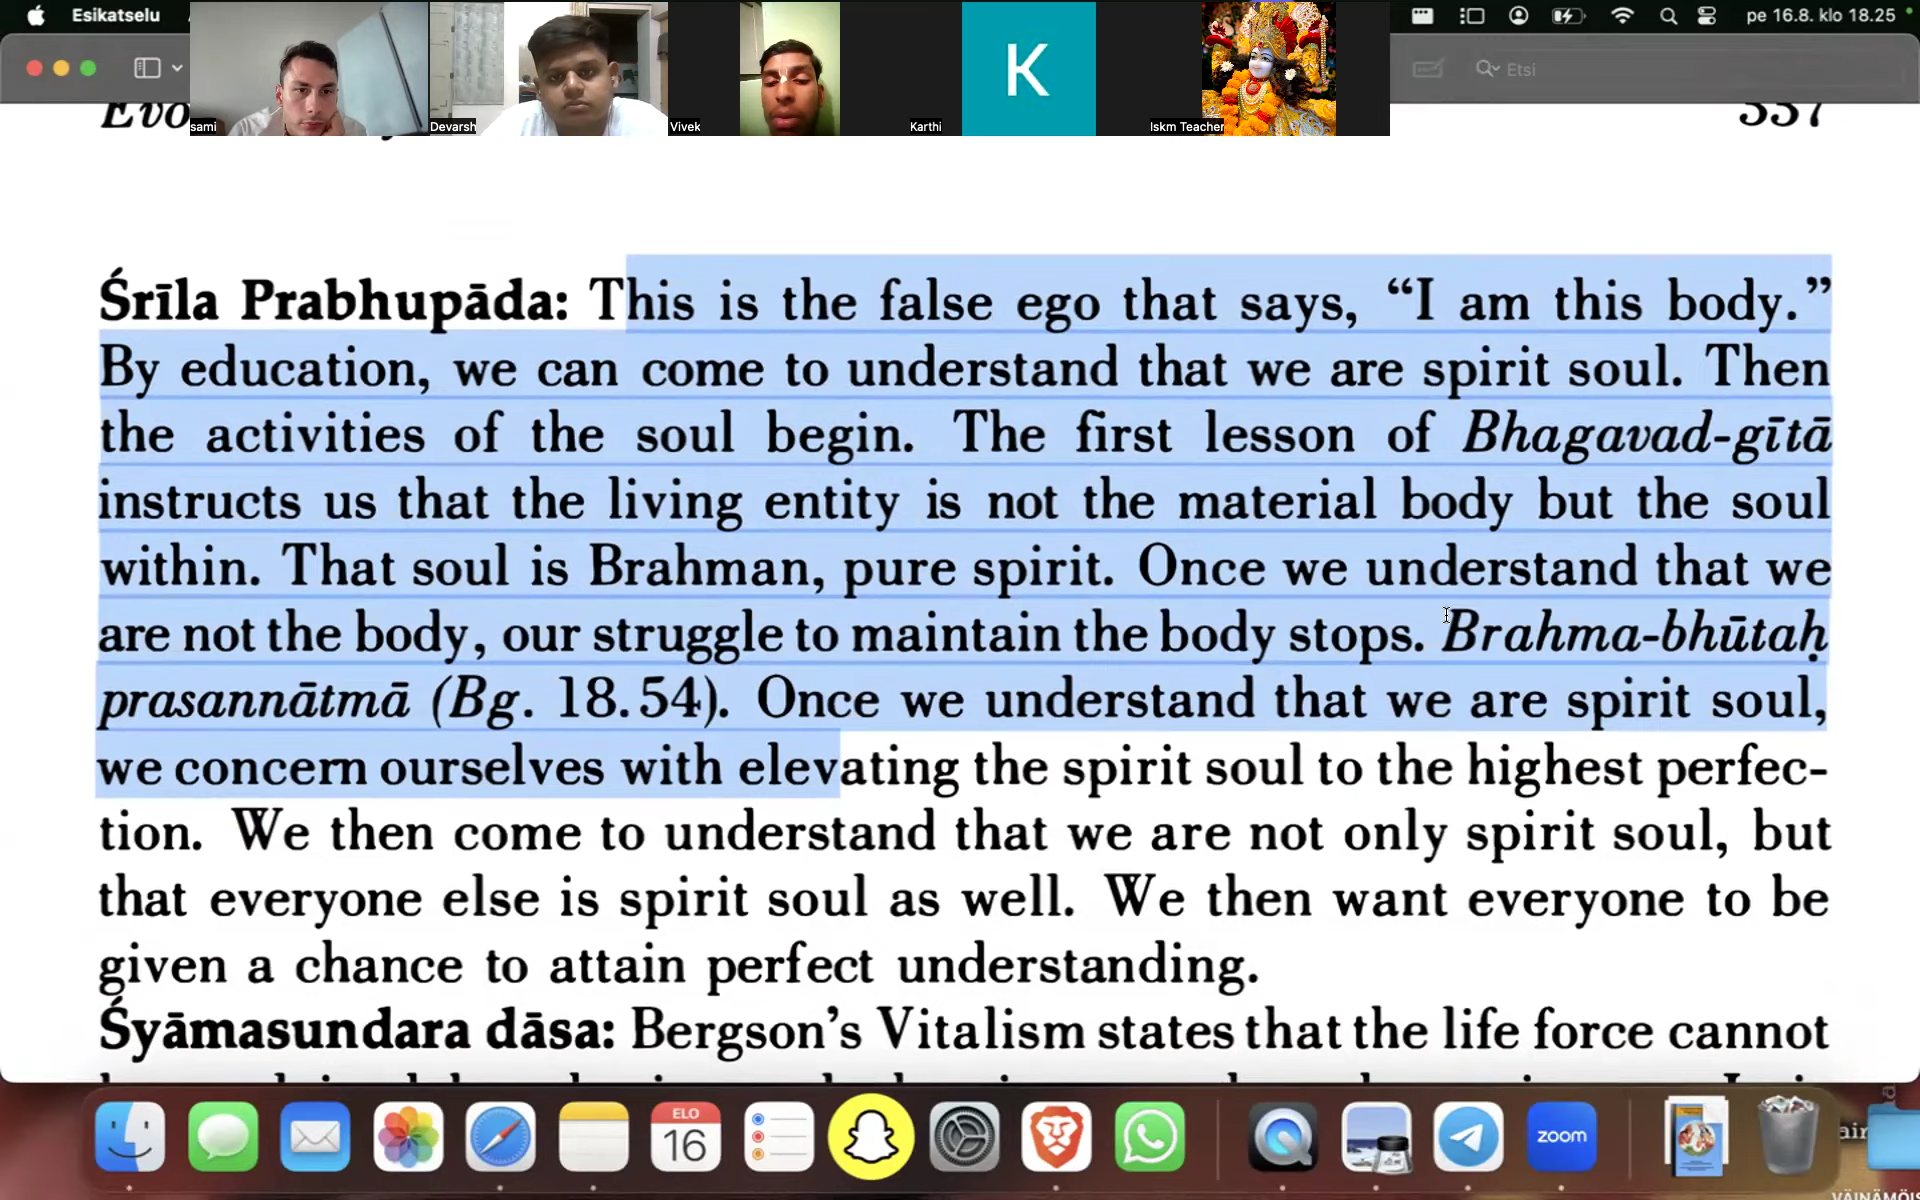 Esikatselu
pe 16.8. klo 18.25
Etsi
sami
Devarsh
Vivek
Karthi
K
Iskm Teacher
337
Śrīla Prabhupāda: This is the false ego that says, “I am this body.”
By education, we can come to understand that we are spirit soul. Then
the activities of the soul begin. The first lesson of Bhagavad-gītā
instructs us that the living entity is not the material body but the soul
within. That soul is Brahman, pure spirit. Once we understand that we
are not the body, our struggle to maintain the body stops. Brahma-bhūtaḥ
prasannātmā (Bg. 18.54). Once we understand that we are spirit soul,
we concern ourselves with elevating the spirit soul to the highest perfec-
tion. We then come to understand that we are not only spirit soul, but
that everyone else is spirit soul as well. We then want everyone to be
given a chance to attain perfect understanding.
Śyāmasundara dāsa: Bergson’s Vitalism states that the life force cannot
ELO
16
zoom